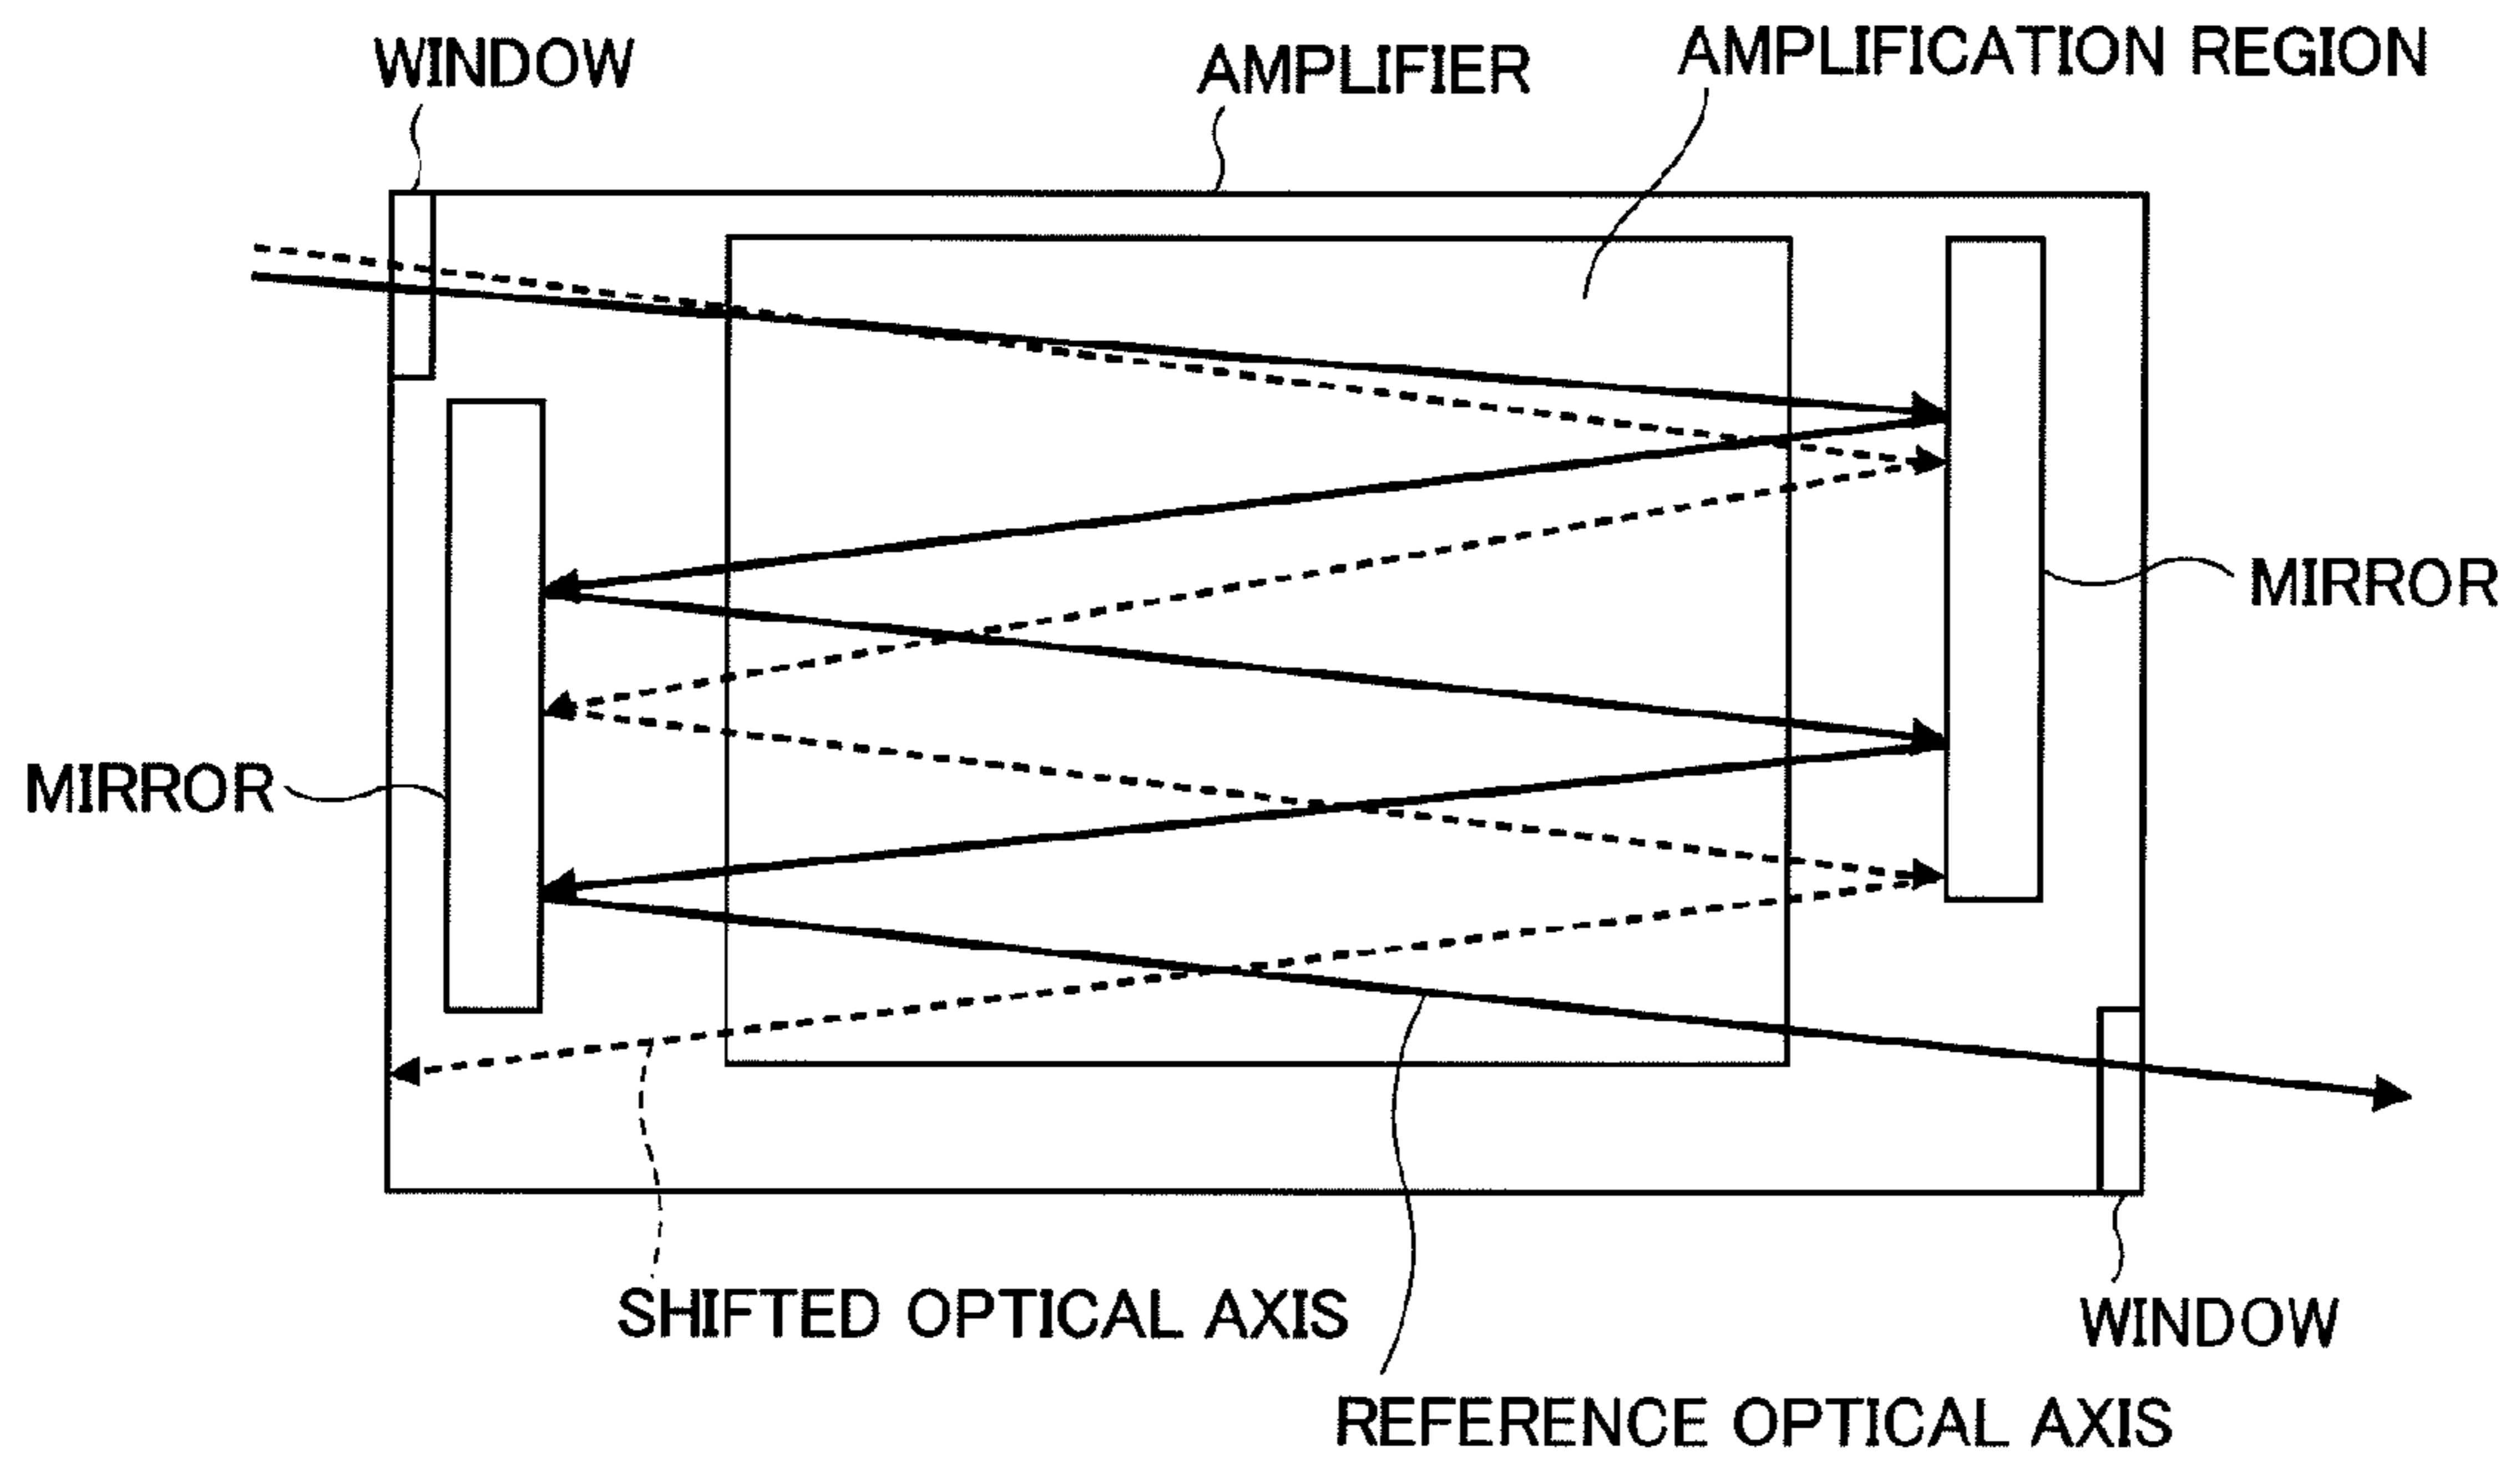 WINDOW
AMPLIFIER
AMPLIFICATION REGION
MIRROR
MIRROR
SHIFTED OPTICAL AXIS
WINDOW
REFERENCE OPTICAL AXIS